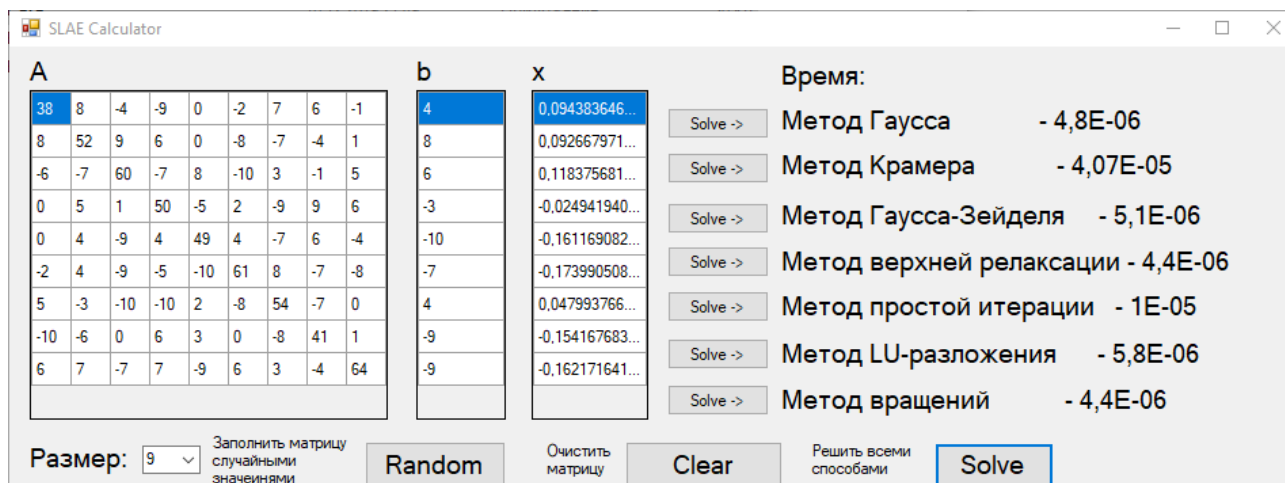 SLAE Calculator
A b x Время:
38 8 -4 -9 0 -2 7 6 -1 4 0,094383646... Solve -> Метод Гаусса - 4,8E-06
8 52 9 6 0 -8 -7 -4 1 8 0,092667971... Solve -> Метод Крамера - 4,07E-05
-6 -7 60 -7 8 -10 3 -1 5 6 0,118375681...
0 5 1 50 -5 2 -9 9 6 -3 -0,024941940... Solve -> Метод Гаусса-Зейделя - 5,1E-06
0 4 -9 4 49 4 -7 6 -4 -10 -0,161169082... Solve -> Метод верхней релаксации - 4,4E-06
-2 4 -9 -5 -10 61 8 -7 -8 -7 -0,173990508...
5 -3 -10 -10 2 -8 54 -7 0 4 0,047993766... Solve -> Метод простой итерации - 1E-05
-10 -6 0 6 3 0 -8 41 1 -9 -0,154167683... Solve -> Метод LU-разложения - 5,8E-06
6 7 -7 7 -9 6 3 -4 64 -9 -0,162171641...
Solve -> Метод вращений - 4,4E-06
Размер: 9
Заполнить матрицу
случайными
значеинями
Random
Очистить
матрицу
Clear
Решить всеми
способами
Solve